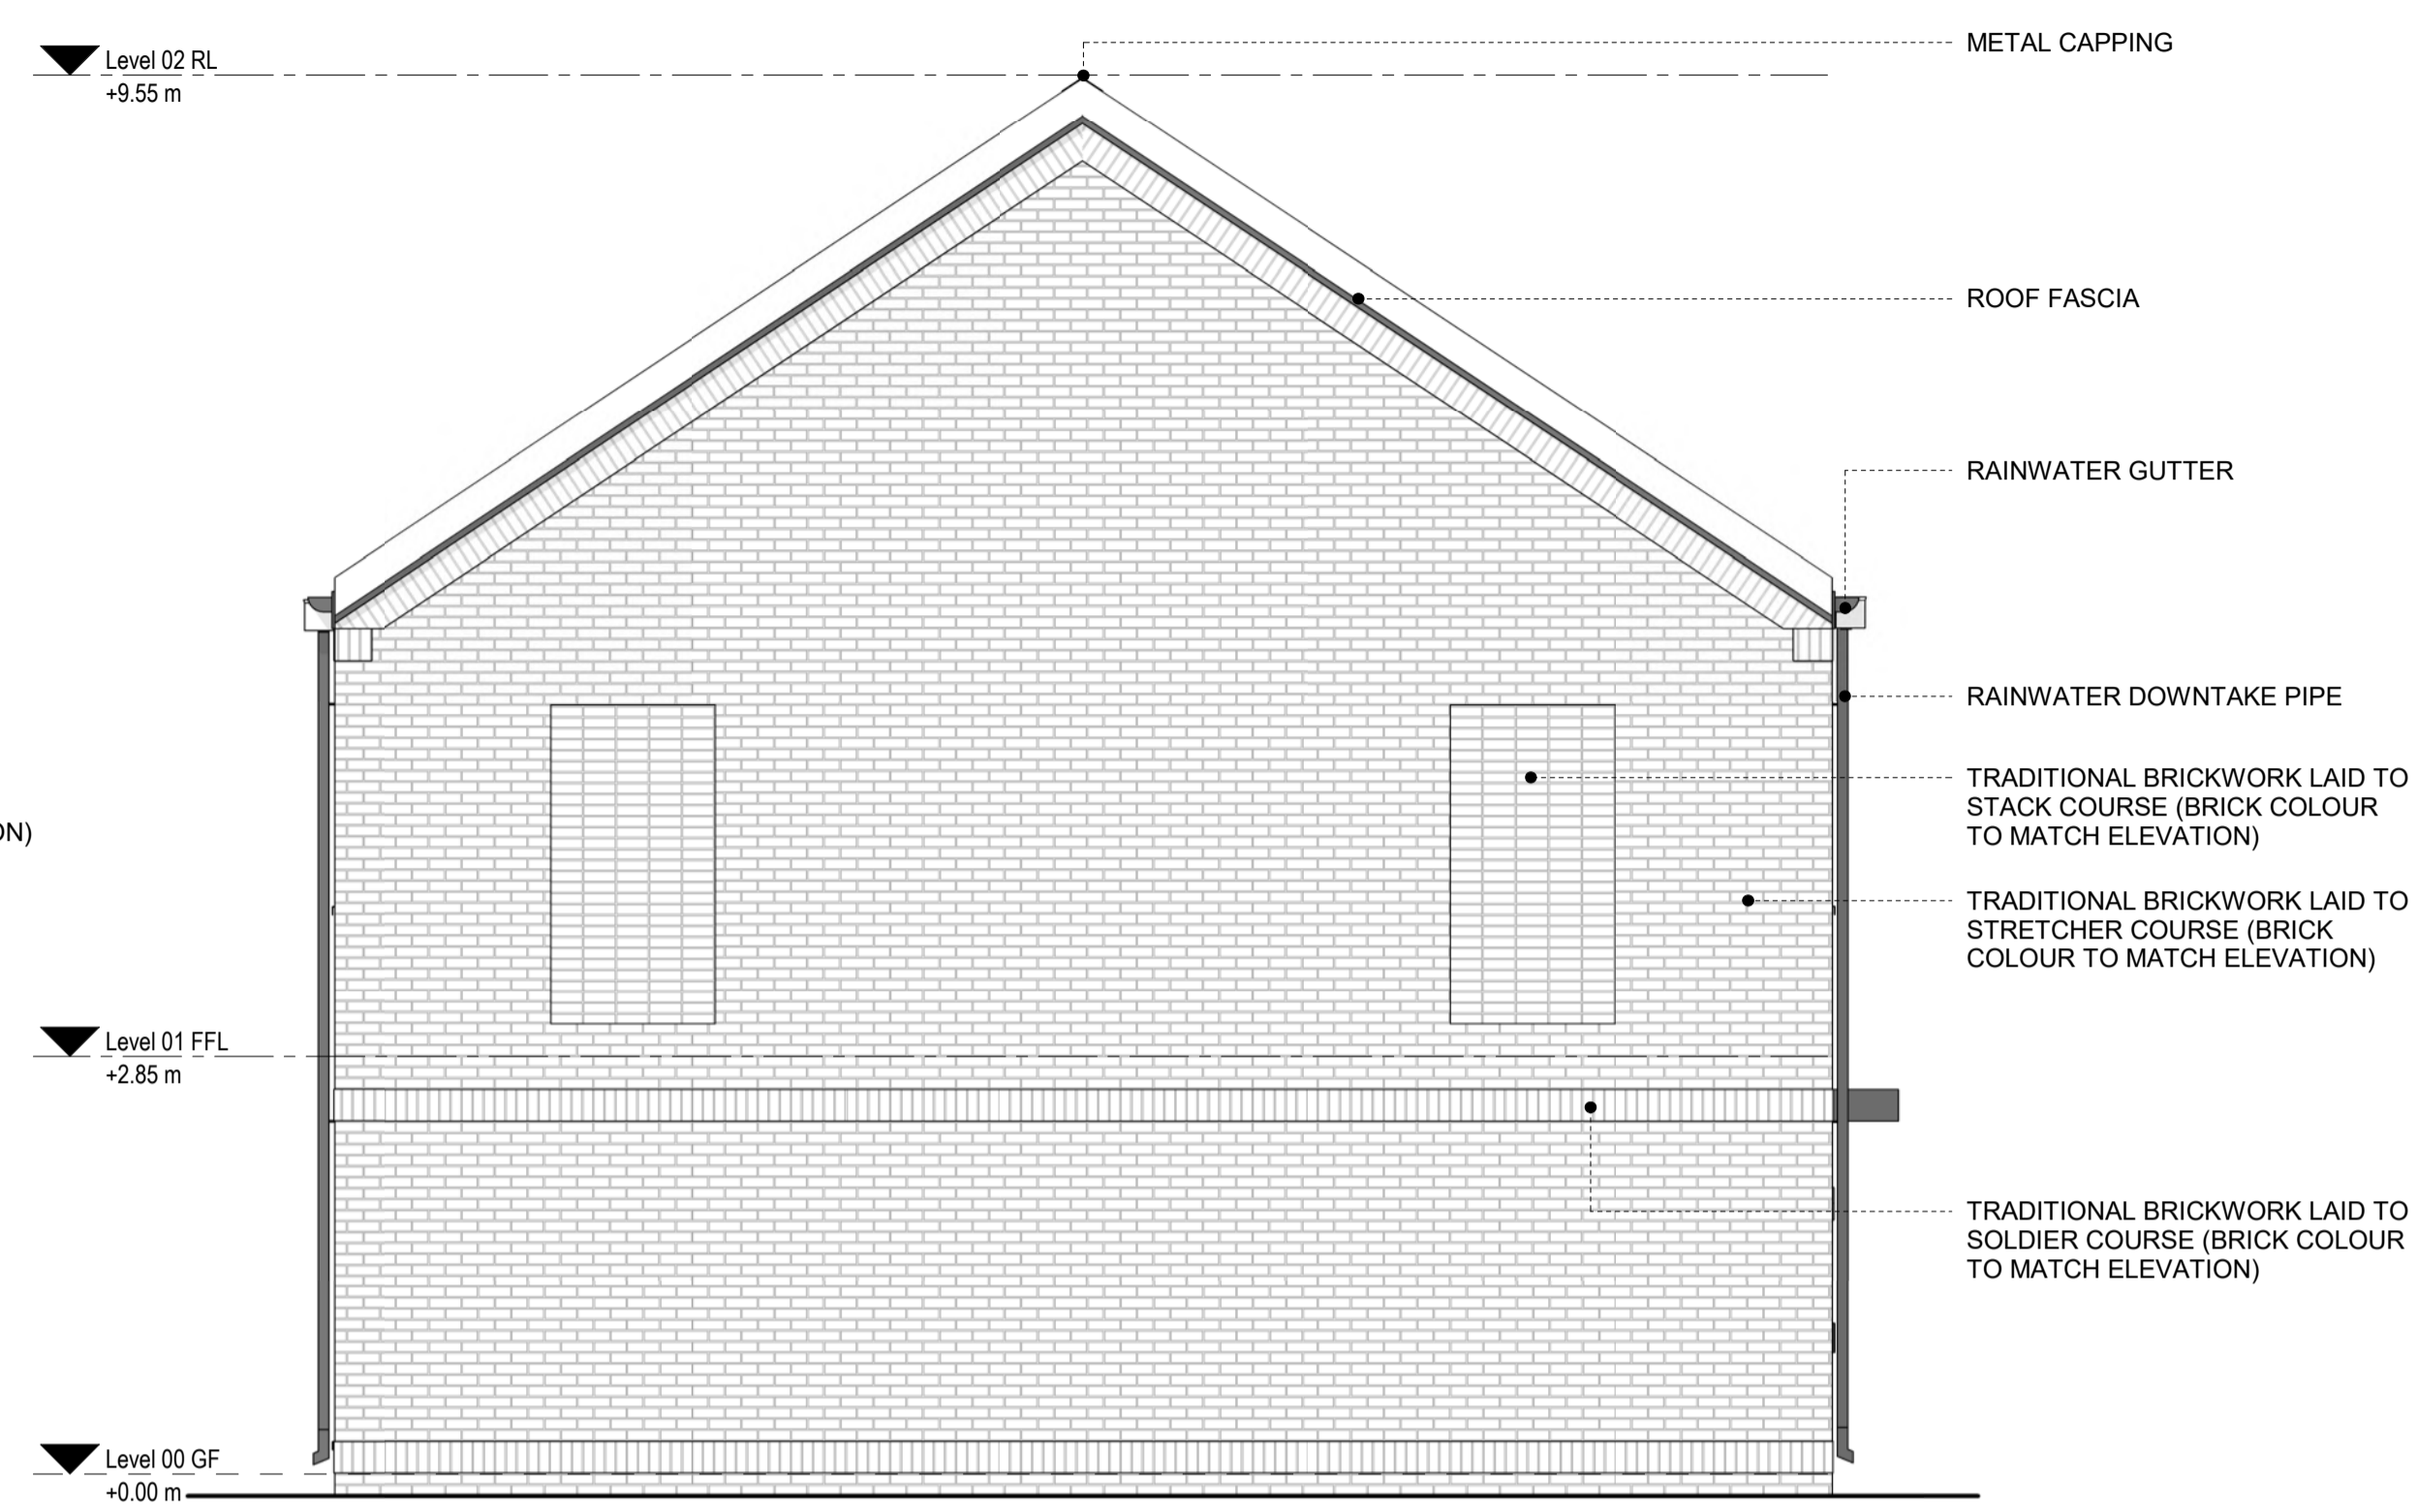 Level 02 RL
+9.55 m
METAL CAPPING
ROOF FASCIA
RAINWATER GUTTER
RAINWATER DOWNTAKE PIPE
TRADITIONAL BRICKWORK LAID TO
STACK COURSE (BRICK COLOUR
TO MATCH ELEVATION)
ON)
TRADITIONAL BRICKWORK LAID TO
STRETCHER COURSE (BRICK
COLOUR TO MATCH ELEVATION)
Level 01 FFL
+2.85 m
TRADITIONAL BRICKWORK LAID TO
SOLDIER COURSE (BRICK COLOUR
TO MATCH ELEVATION)
Level 00 GF
+0.00 m